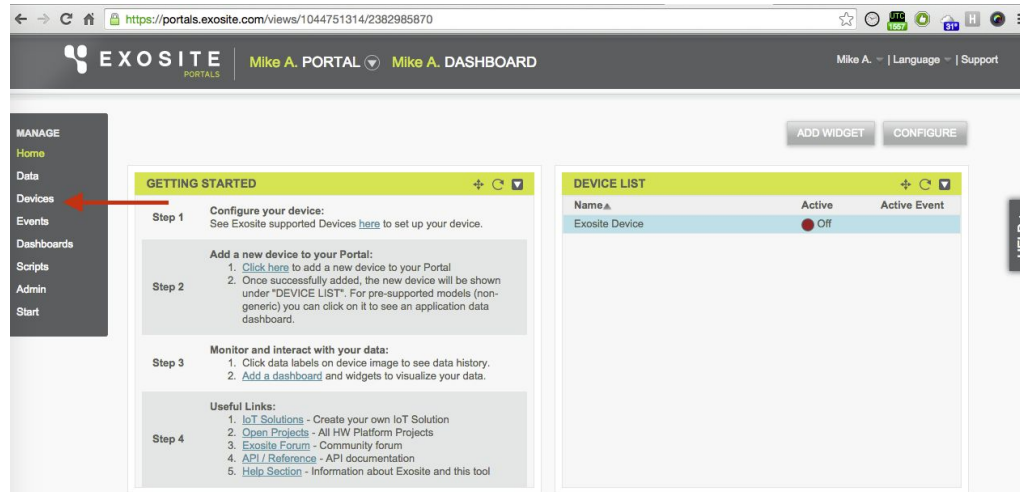 https://portals.exosite.com/views/1044751314/2382985870
UTC
1557
31°
H
EXOSITE
PORTALS
Mike A. PORTAL Mike A. DASHBOARD
Mike A. | Language | Support
MANAGE
Home
Data
Devices
Events
Dashboards
Scripts
Admin
Start
ADD WIDGET CONFIGURE
GETTING STARTED
Step 1
Configure your device:
See Exosite supported Devices here to set up your device.
Step 2
Add a new device to your Portal:
1. Click here to add a new device to your Portal
2. Once successfully added, the new device will be shown
under "DEVICE LIST". For pre-supported models (non-
generic) you can click on it to see an application data
dashboard.
Step 3
Monitor and interact with your data:
1. Click data labels on device image to see data history.
2. Add a dashboard and widgets to visualize your data.
Step 4
Useful Links:
1. IoT Solutions - Create your own IoT Solution
2. Open Projects - All HW Platform Projects
3. Exosite Forum - Community forum
4. API / Reference - API documentation
5. Help Section - Information about Exosite and this tool
DEVICE LIST
Name Active Active Event
Exosite Device Off